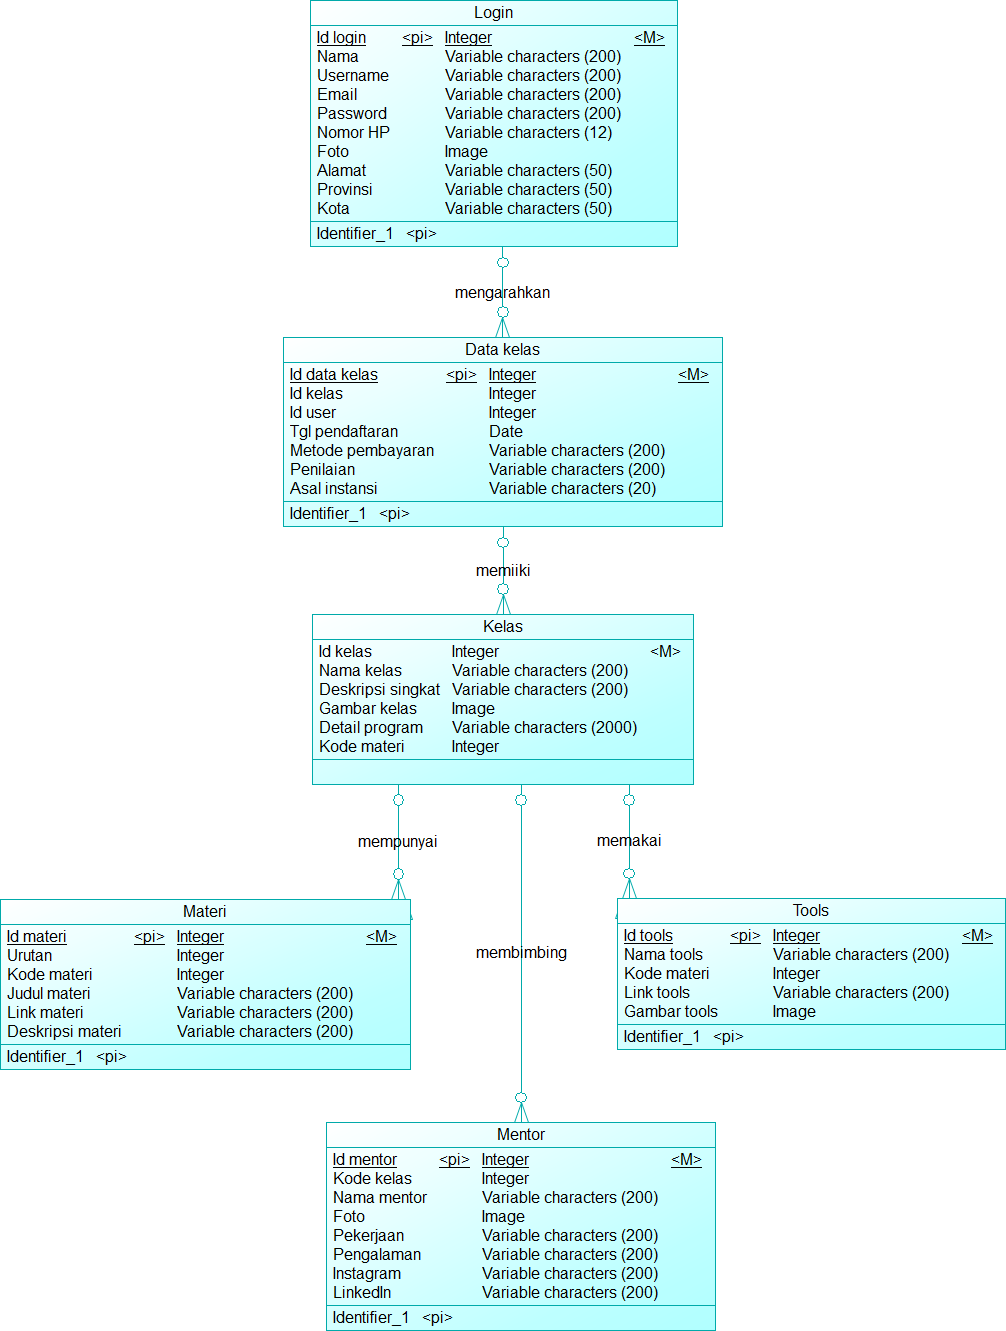 Login
Id login <pi> Integer <M>
Nama Variable characters (200)
Username Variable characters (200)
Email Variable characters (200)
Password Variable characters (200)
Nomor HP Variable characters (12)
Foto Image
Alamat Variable characters (50)
Provinsi Variable characters (50)
Kota Variable characters (50)
Identifier_1 <pi>
mengarahkan
Data kelas
Id data kelas <pi> Integer <M>
Id kelas Integer
Id user Integer
Tgl pendaftaran Date
Metode pembayaran Variable characters (200)
Penilaian Variable characters (200)
Asal instansi Variable characters (20)
Identifier_1 <pi>
memiiki
Kelas
Id kelas Integer <M>
Nama kelas Variable characters (200)
Deskripsi singkat Variable characters (200)
Gambar kelas Image
Detail program Variable characters (2000)
Kode materi Integer
mempunyai
memakai
membimbing
Materi
Id materi <pi> Integer <M>
Urutan Integer
Kode materi Integer
Judul materi Variable characters (200)
Link materi Variable characters (200)
Deskripsi materi Variable characters (200)
Identifier_1 <pi>
Tools
Id tools <pi> Integer <M>
Nama tools Variable characters (200)
Kode materi Integer
Link tools Variable characters (200)
Gambar tools Image
Identifier_1 <pi>
Mentor
Id mentor <pi> Integer <M>
Kode kelas Integer
Nama mentor Variable characters (200)
Foto Image
Pekerjaan Variable characters (200)
Pengalaman Variable characters (200)
Instagram Variable characters (200)
LinkedIn Variable characters (200)
Identifier_1 <pi>